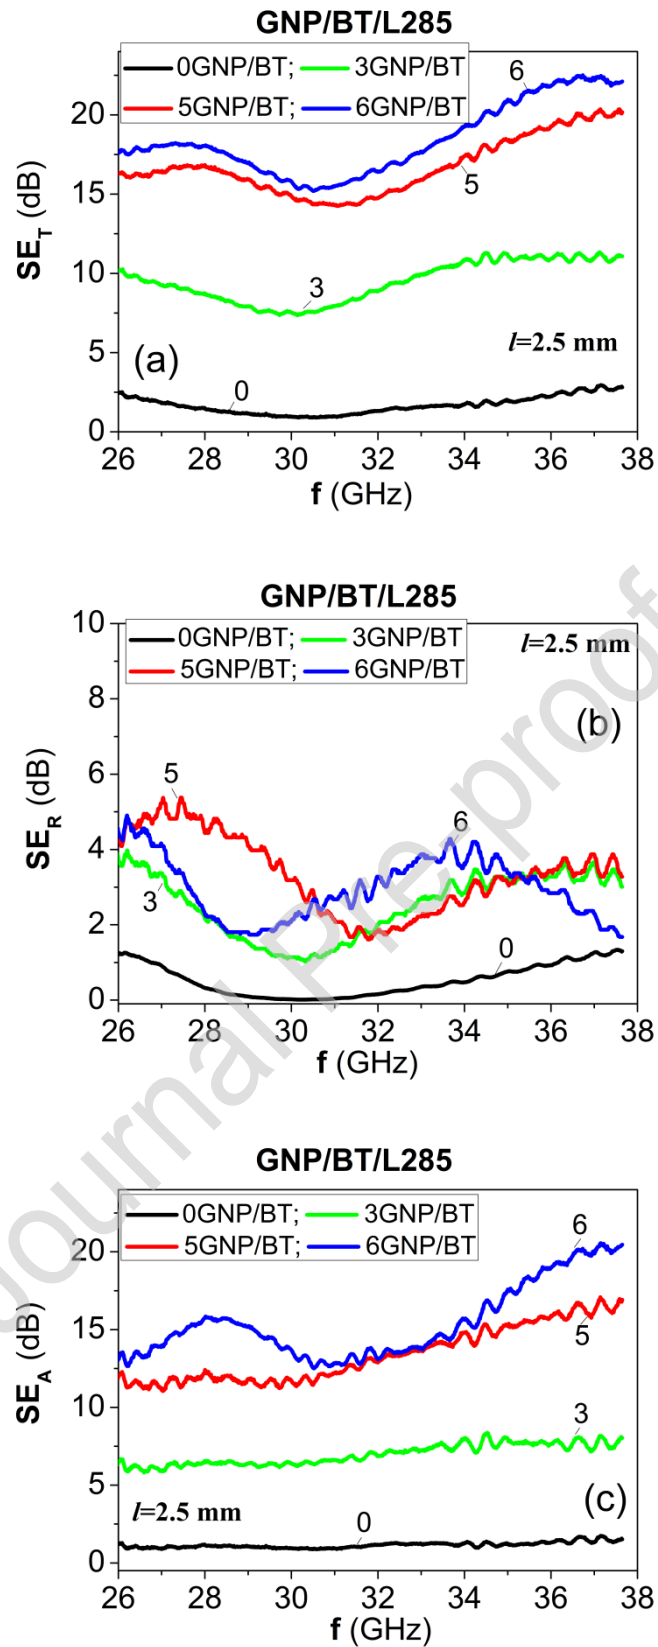 GNP/BT/L285
0GNP/BT; 3GNP/BT
5GNP/BT; 6GNP/BT
SE_T (dB)
20
15
10
5
0
6
5
3
0
(a)
l=2.5 mm
26 28 30 32 34 36 38
f (GHz)
GNP/BT/L285
0GNP/BT; 3GNP/BT
5GNP/BT; 6GNP/BT
l=2.5 mm
(b)
SE_R (dB)
10
8
6
4
2
0
5
6
3
0
26 28 30 32 34 36 38
f (GHz)
GNP/BT/L285
0GNP/BT; 3GNP/BT
5GNP/BT; 6GNP/BT
SE_A (dB)
20
15
10
5
0
6
5
3
0
l=2.5 mm
(c)
26 28 30 32 34 36 38
f (GHz)
Journal Pre-proof